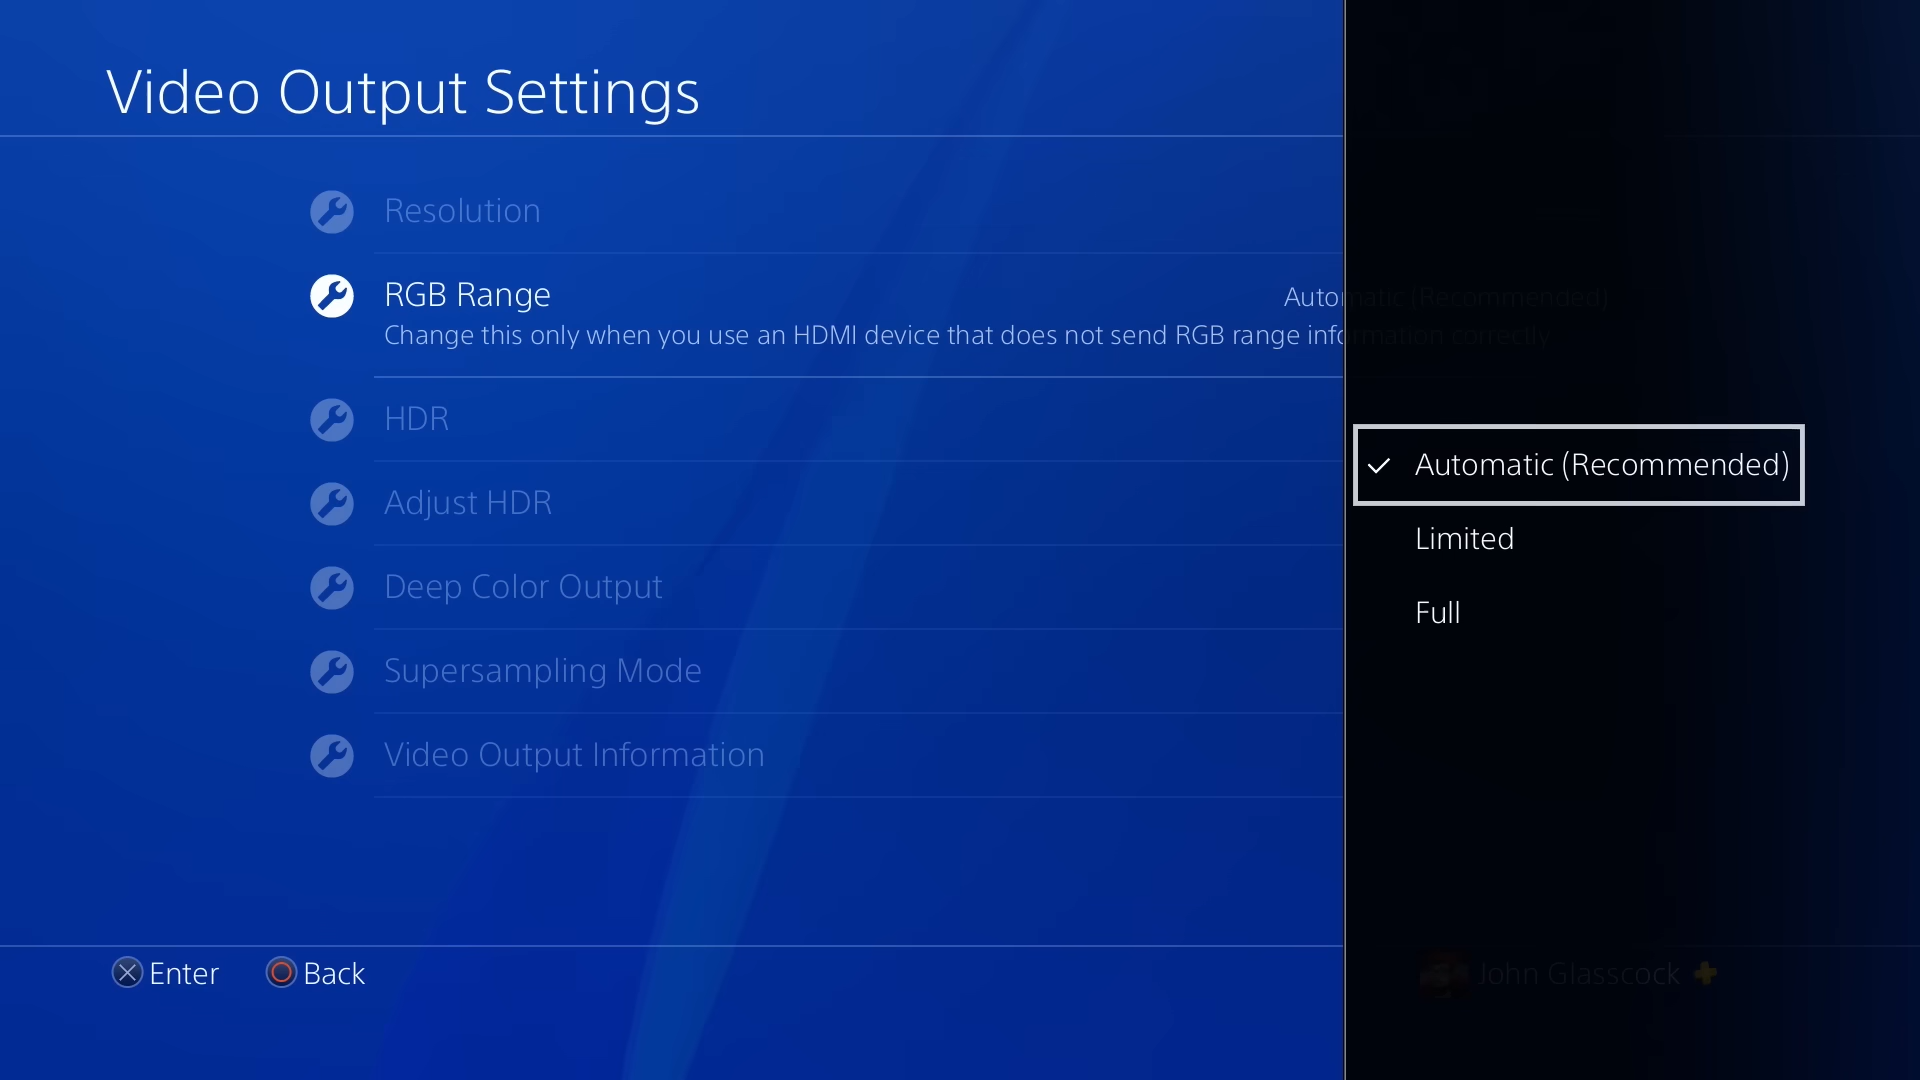 Video Output Settings
Resolution
RGB Range
Automatic (Recommended)
Change this only when you use an HDMI device that does not send RGB range information correctly
HDR
Adjust HDR
Deep Color Output
Supersampling Mode
Video Output Information
Automatic (Recommended)
Limited
Full
Enter
Back
John Glasscock